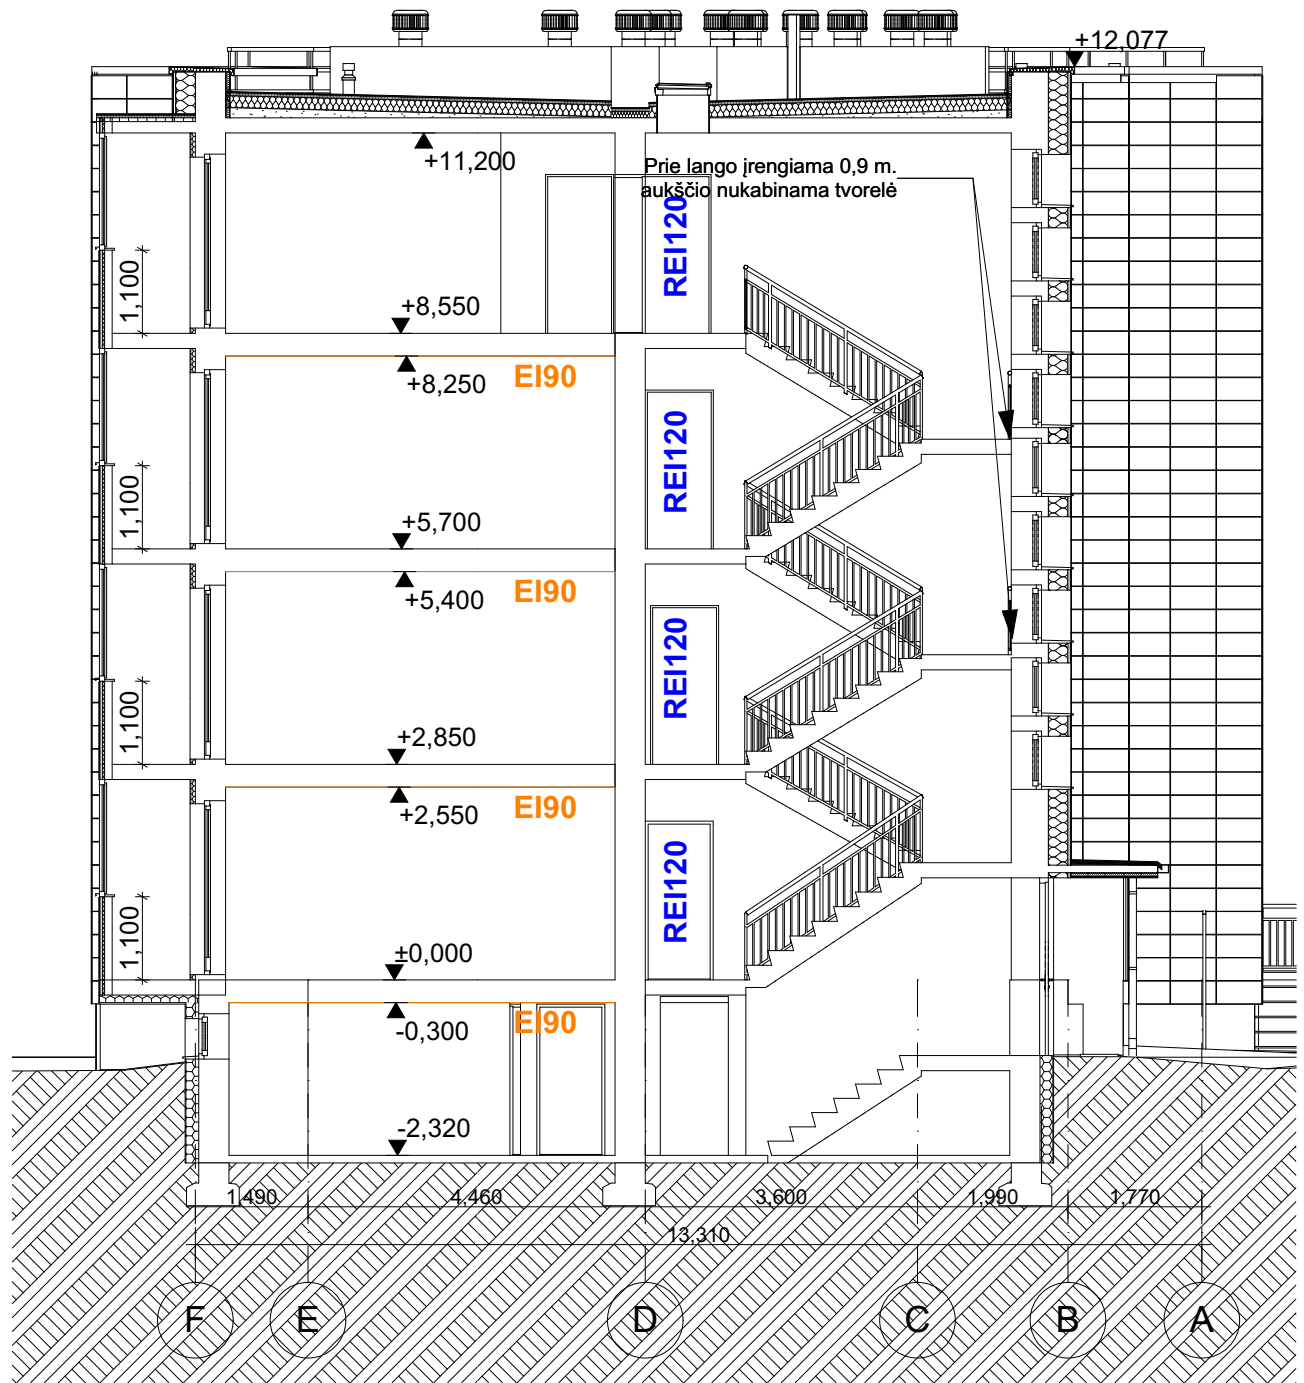 +12,077
+11,200
Prie lango įrengiama 0,9 m.
aukščio nukabinama tvorelė
REI120
1,100
+8,550
+8,250
EI90
REI120
1,100
+5,700
+5,400
EI90
REI120
1,100
+2,850
+2,550
EI90
REI120
1,100
±0,000
-0,300
EI90
-2,320
1,490
4,460
3,600
1,990
1,770
13,310
F
E
D
C
B
A